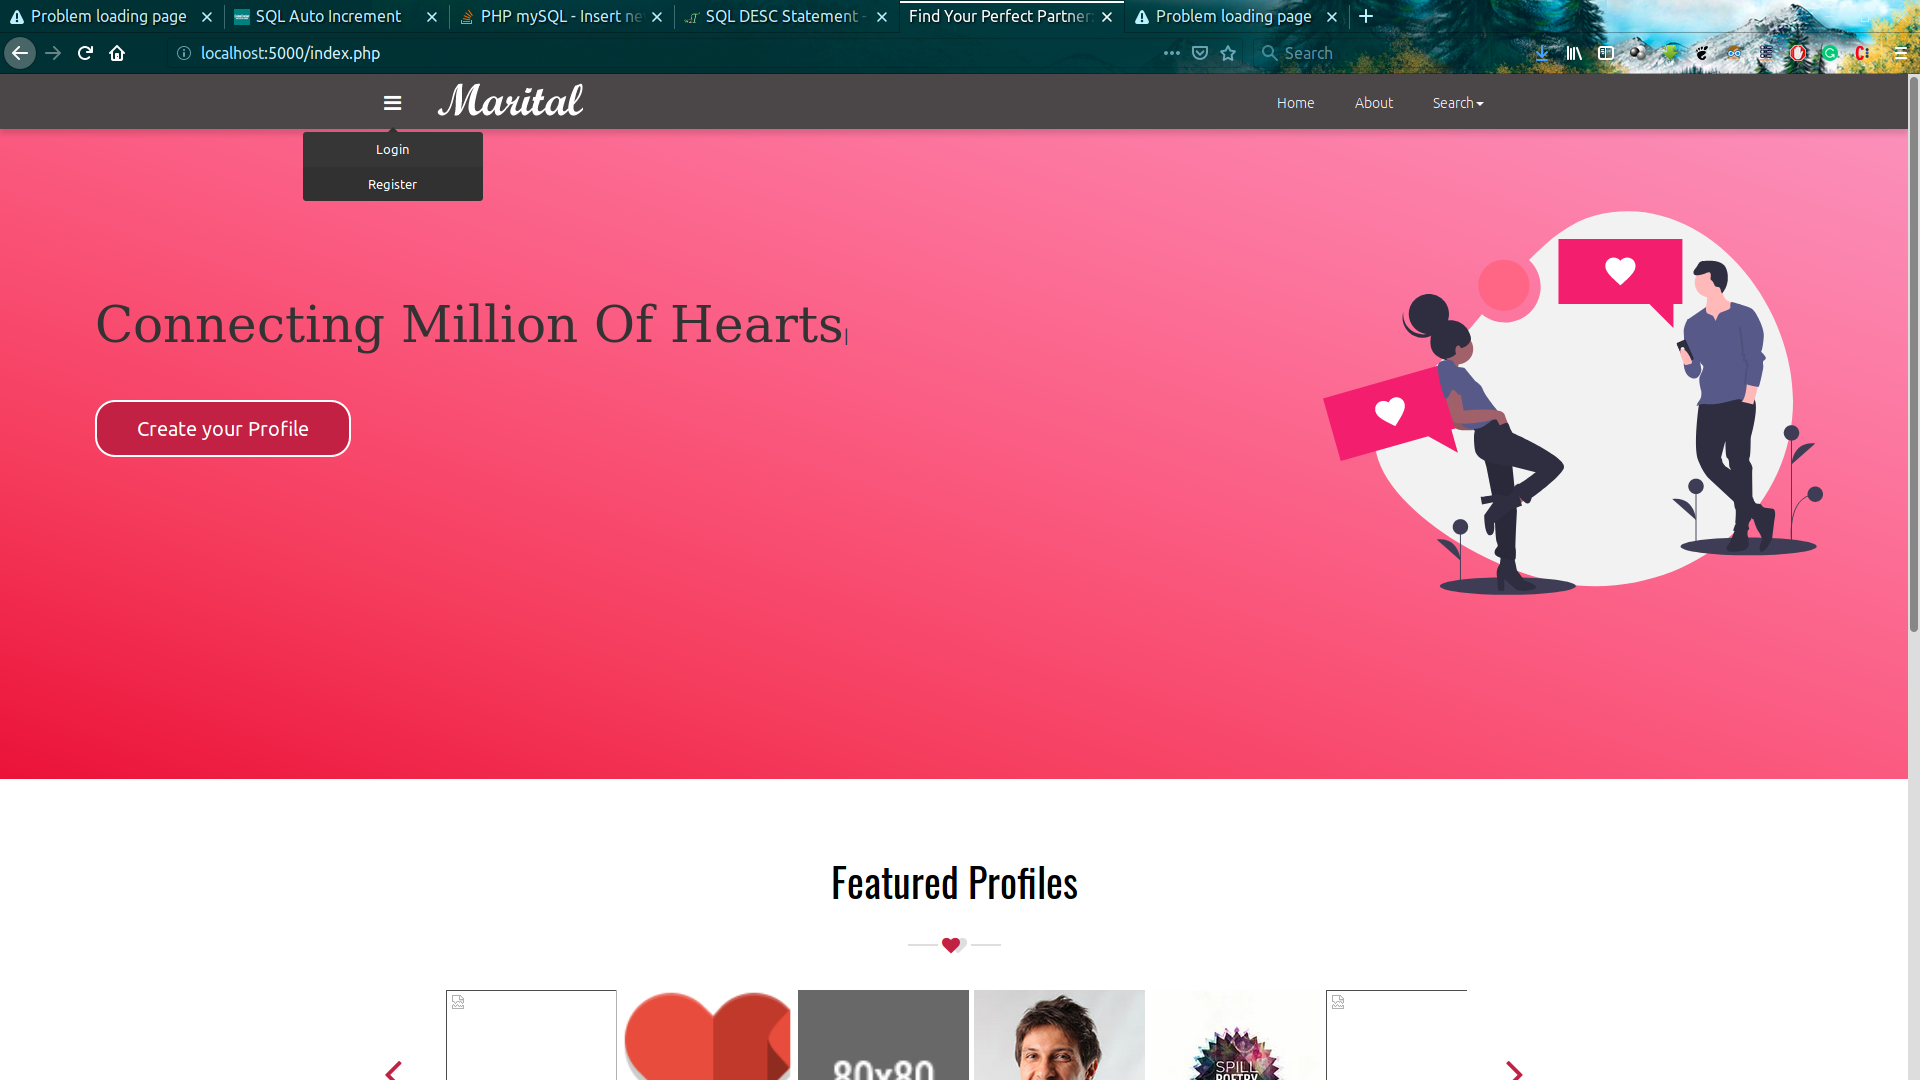 Problem loading page
SQL Auto Increment
PHP mySQL - Insert ne
SQL DESC Statement -
Find Your Perfect Partner
Problem loading page
localhost:5000/index.php
Search
Marital
Home
About
Search
Login
Register
Connecting Million Of Hearts
Create your Profile
Featured Profiles
80x80
SPILL
POETRY